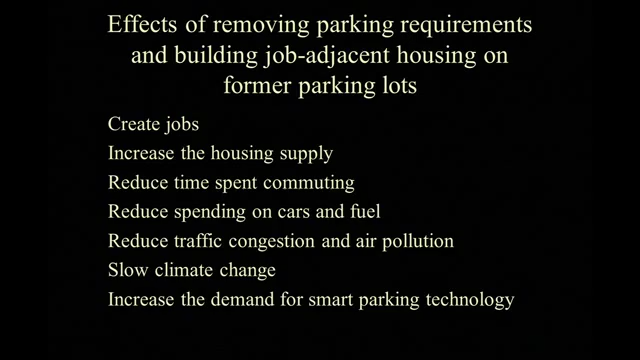 Effects of removing parking requirements
and building job-adjacent housing on
former parking lots
Create jobs
Increase the housing supply
Reduce time spent commuting
Reduce spending on cars and fuel
Reduce traffic congestion and air pollution
Slow climate change
Increase the demand for smart parking technology